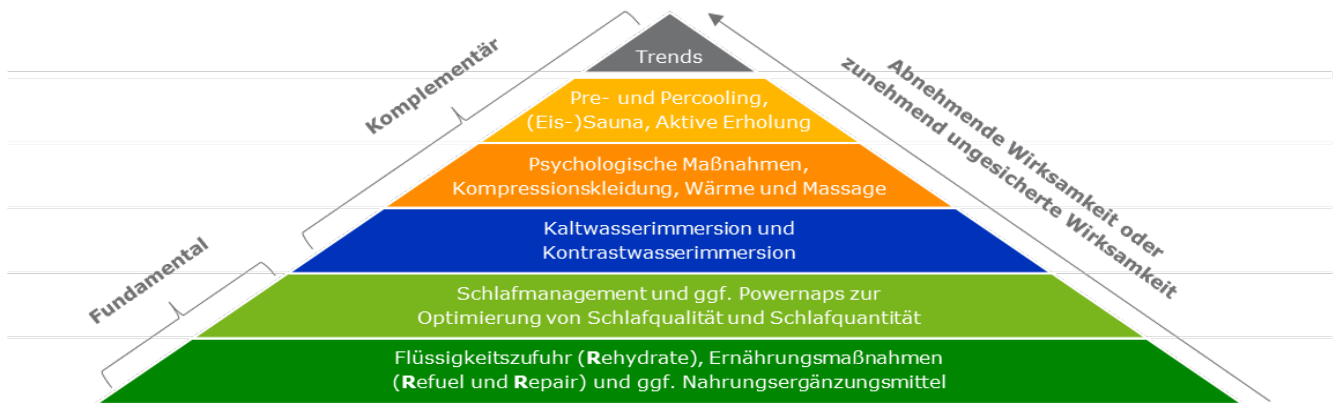 Trends
Pre- und Percooling,
(Eis-)Sauna, Aktive Erholung
Psychologische Maßnahmen,
Kompressionskleidung, Wärme und Massage
Kaltwasserimmersion und
Kontrastwasserimmersion
Schlafmanagement und ggf. Powernaps zur
Optimierung von Schlafqualität und Schlafquantität
Flüssigkeitszufuhr (Rehydrate), Ernährungsmaßnahmen
(Refuel und Repair) und ggf. Nahrungsergänzungsmittel
Komplementär
Fundamental
Abnehmende Wirksamkeit oder
zunehmend ungesicherte Wirksamkeit